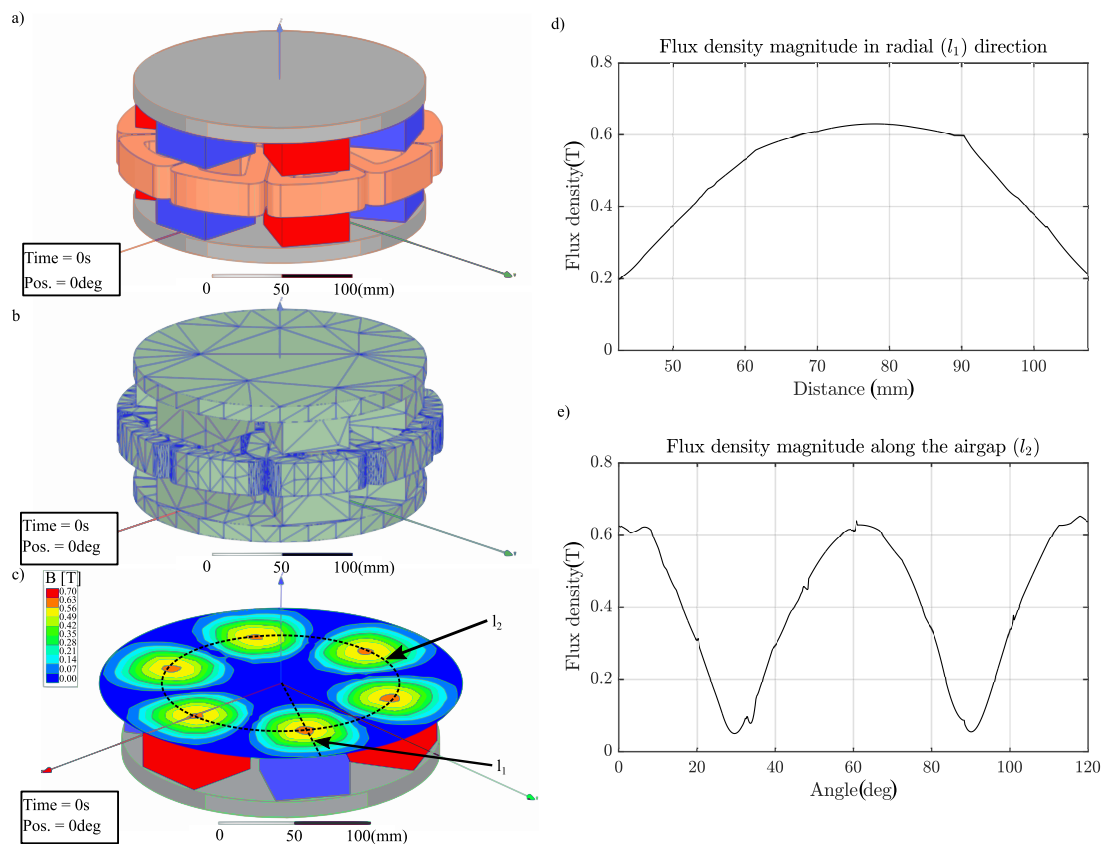 a)
Time = 0s
Pos. = 0deg
0 50 100(mm)
b
Time = 0s
Pos. = 0deg
0 50 100(mm)
c)
B [T]
0.70
0.63
0.56
0.49
0.42
0.35
0.28
0.21
0.14
0.07
0.00
l2
l1
Time = 0s
Pos. = 0deg
0 50 100(mm)
d)
Flux density magnitude in radial (l1) direction
Flux density(T)
0.8
0.6
0.4
0.2
0
50 60 70 80 90 100
Distance (mm)
e)
Flux density magnitude along the airgap (l2)
Flux density(T)
0.8
0.6
0.4
0.2
0
0 20 40 60 80 100 120
Angle(deg)